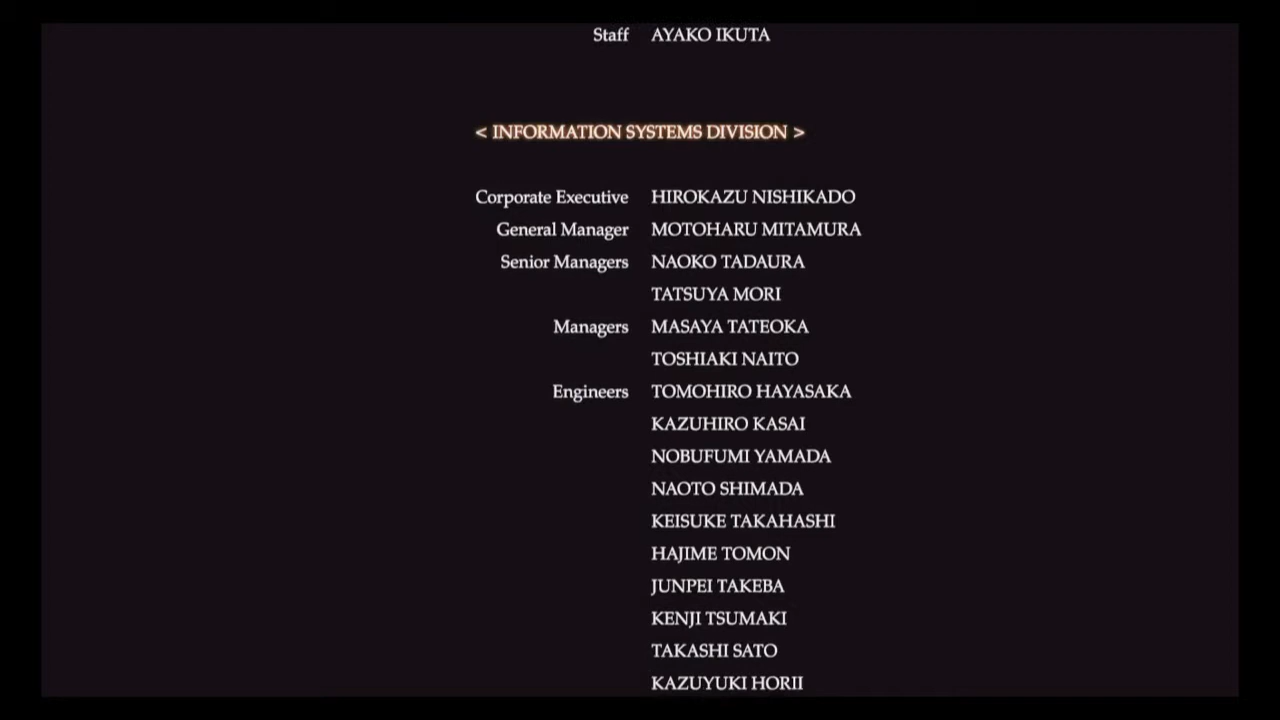 Staff AYAKO IKUTA
< INFORMATION SYSTEMS DIVISION >
Corporate Executive HIROKAZU NISHIKADO
General Manager MOTOHARU MITAMURA
Senior Managers NAOKO TADAURA
TATSUYA MORI
Managers MASAYA TATEOKA
TOSHIAKI NAITO
Engineers TOMOHIRO HAYASAKA
KAZUHIRO KASAI
NOBUFUMI YAMADA
NAOTO SHIMADA
KEISUKE TAKAHASHI
HAJIME TOMON
JUNPEI TAKEBA
KENJI TSUMAKI
TAKASHI SATO
KAZUYUKI HORII